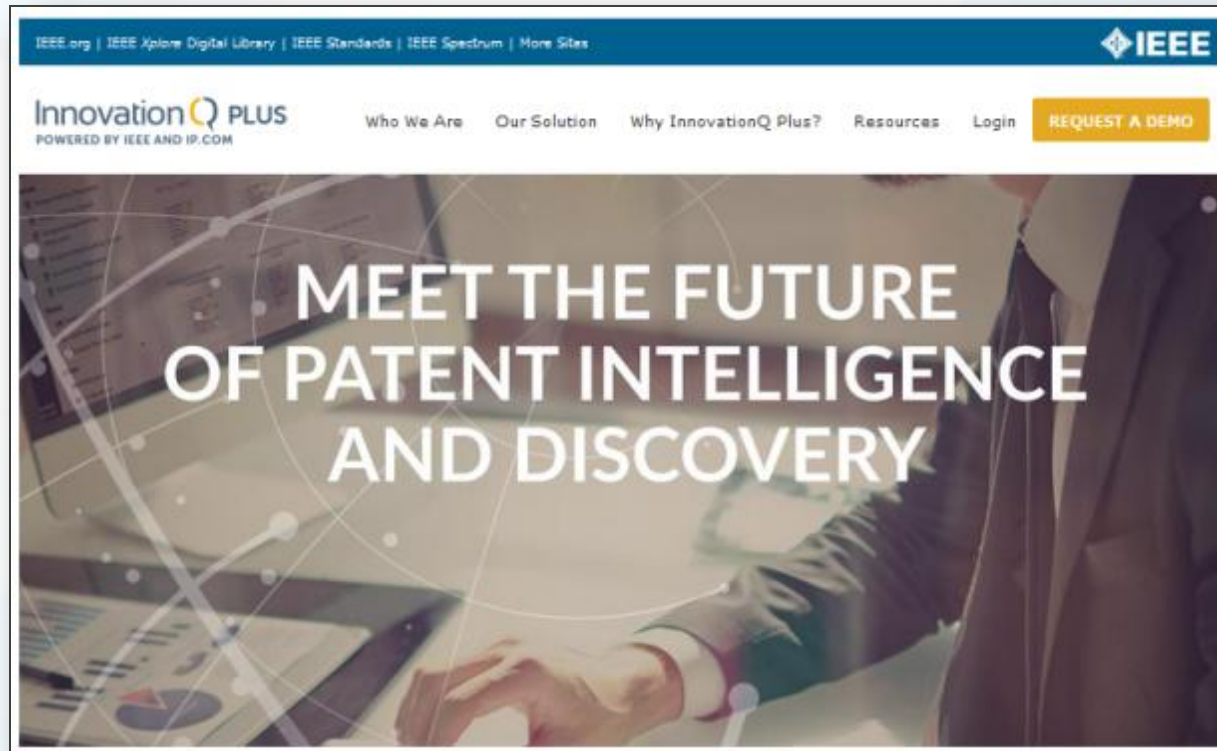 IEEE.org | IEEE Xplore Digital Library | IEEE Standards | IEEE Spectrum | More Sites
IEEE
InnovationQ PLUS
POWERED BY IEEE AND IP.COM
Who We Are Our Solution Why InnovationQ Plus? Resources Login REQUEST A DEMO
MEET THE FUTURE
OF PATENT INTELLIGENCE
AND DISCOVERY